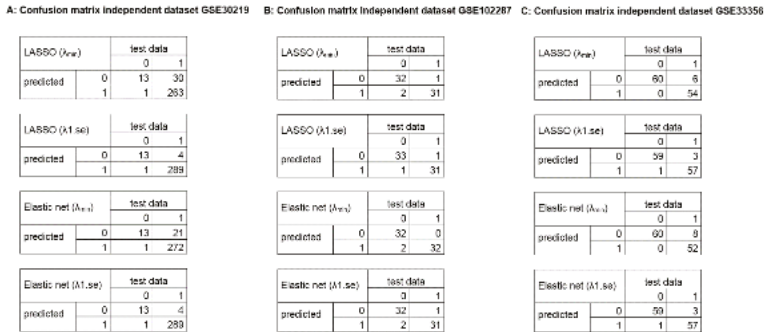 A: Confusion matrix independent dataset GSE30219
LASSO (λmin) test data
0 1
predicted 0 13 30
1 1 263
LASSO (λ1.se) test data
0 1
predicted 0 13 4
1 1 289
Elastic net (λmin) test data
0 1
predicted 0 13 21
1 1 272
Elastic net (λ1.se) test data
0 1
predicted 0 13 4
1 1 289
B: Confusion matrix independent dataset GSE102287
LASSO (λmin) test data
0 1
predicted 0 32 1
1 2 31
LASSO (λ1.se) test data
0 1
predicted 0 33 1
1 1 31
Elastic net (λmin) test data
0 1
predicted 0 32 0
1 2 32
Elastic net (λ1.se) test data
0 1
predicted 0 32 1
1 2 31
C: Confusion matrix independent dataset GSE33356
LASSO (λmin) test data
0 1
predicted 0 60 6
1 0 54
LASSO (λ1.se) test data
0 1
predicted 0 59 3
1 1 57
Elastic net (λmin) test data
0 1
predicted 0 60 8
1 0 52
Elastic net (λ1.se) test data
0 1
predicted 0 59 3
1 1 57